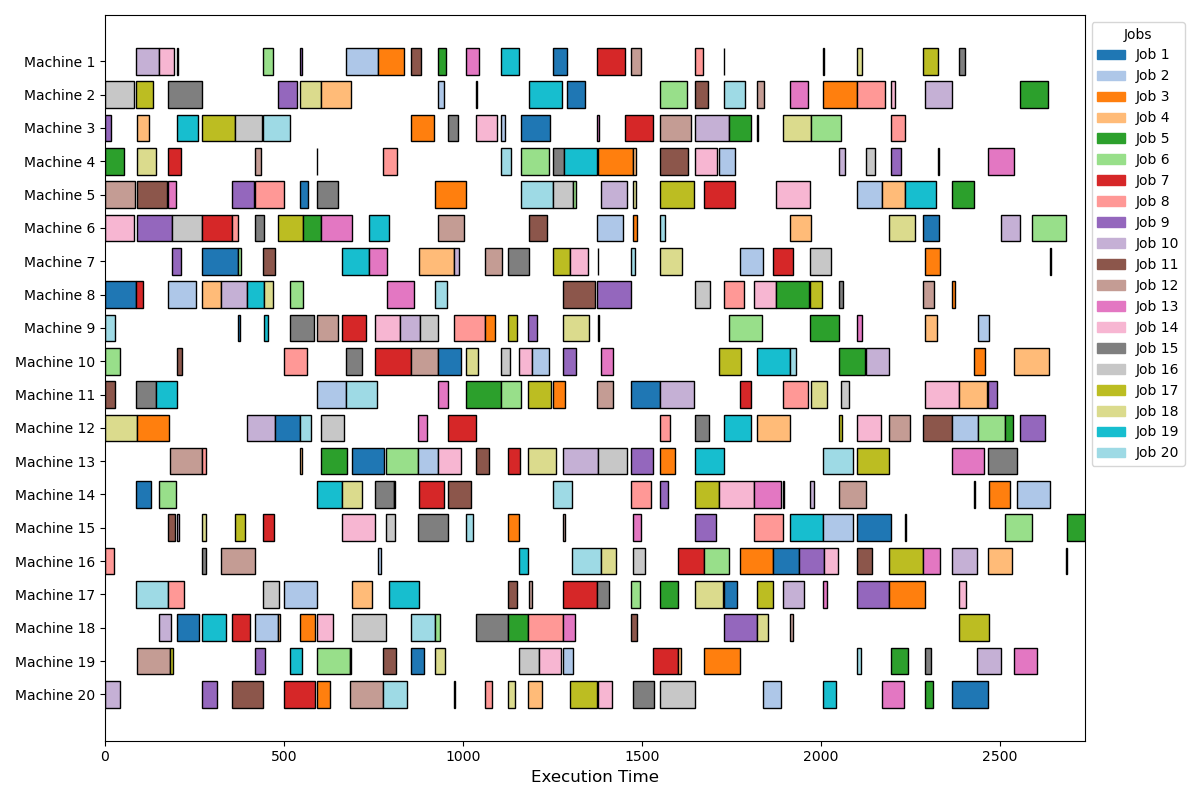 Machine 1
Machine 2
Machine 3
Machine 4
Machine 5
Machine 6
Machine 7
Machine 8
Machine 9
Machine 10
Machine 11
Machine 12
Machine 13
Machine 14
Machine 15
Machine 16
Machine 17
Machine 18
Machine 19
Machine 20
0 500 1000 1500 2000 2500
Execution Time
Jobs
Job 1
Job 2
Job 3
Job 4
Job 5
Job 6
Job 7
Job 8
Job 9
Job 10
Job 11
Job 12
Job 13
Job 14
Job 15
Job 16
Job 17
Job 18
Job 19
Job 20